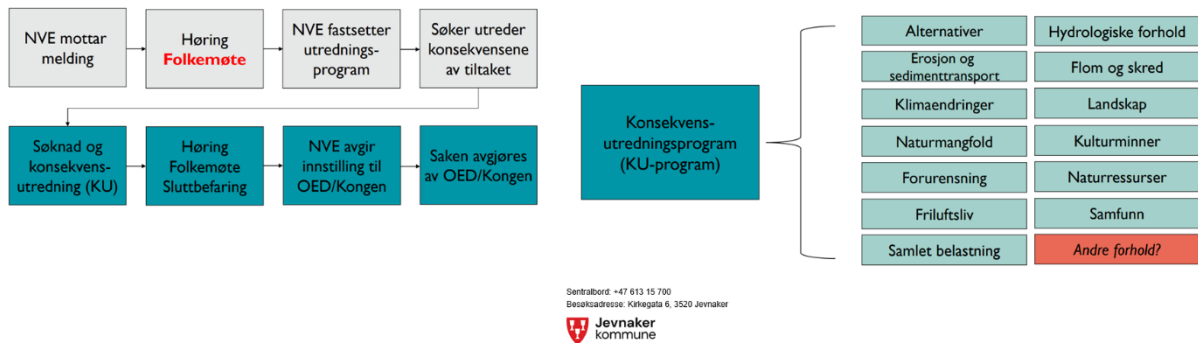 NVE mottar
melding
Høring
Folkemøte
NVE fastsetter
utrednings-
program
Søker utreder
konsekvensene
av tiltaket
Søknad og
konsekvens-
utredning (KU)
Høring
Folkemøte
Sluttbefaring
NVE avgir
innstilling til
OED/Kongen
Saken avgjøres
av OED/Kongen
Konsekvens-
utredningsprogram
(KU-program)
Alternativer
Hydrologiske forhold
Erosjon og
sedimenttransport
Flom og skred
Klimaendringer
Landskap
Naturmangfold
Kulturminner
Forurensning
Naturressurser
Friluftsliv
Samfunn
Samlet belastning
Andre forhold?
Sentralbord: +47 613 15 700
Besøksadresse: Kirkegata 6, 3520 Jevnaker
Jevnaker
kommune